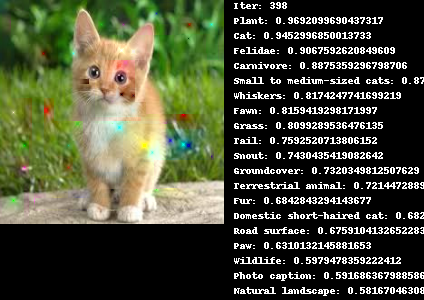 Iter: 398
Plant: 0.9692099690437317
Cat: 0.9452996850013733
Felidae: 0.9067592620849609
Carnivore: 0.8875359296798706
Small to medium-sized cats: 0.87
Whiskers: 0.8174247741699219
Fawn: 0.8159419298171997
Grass: 0.8099289536476135
Tail: 0.7592520713806152
Snout: 0.7430435419082642
Groundcover: 0.7320349812507629
Terrestrial animal: 0.7214472889
Fur: 0.6842843294143677
Domestic short-haired cat: 0.682
Road surface: 0.6759104132652283
Paw: 0.6310132145881653
Wildlife: 0.5979478359222412
Photo caption: 0.591686367988586
Natural landscape: 0.58167046308